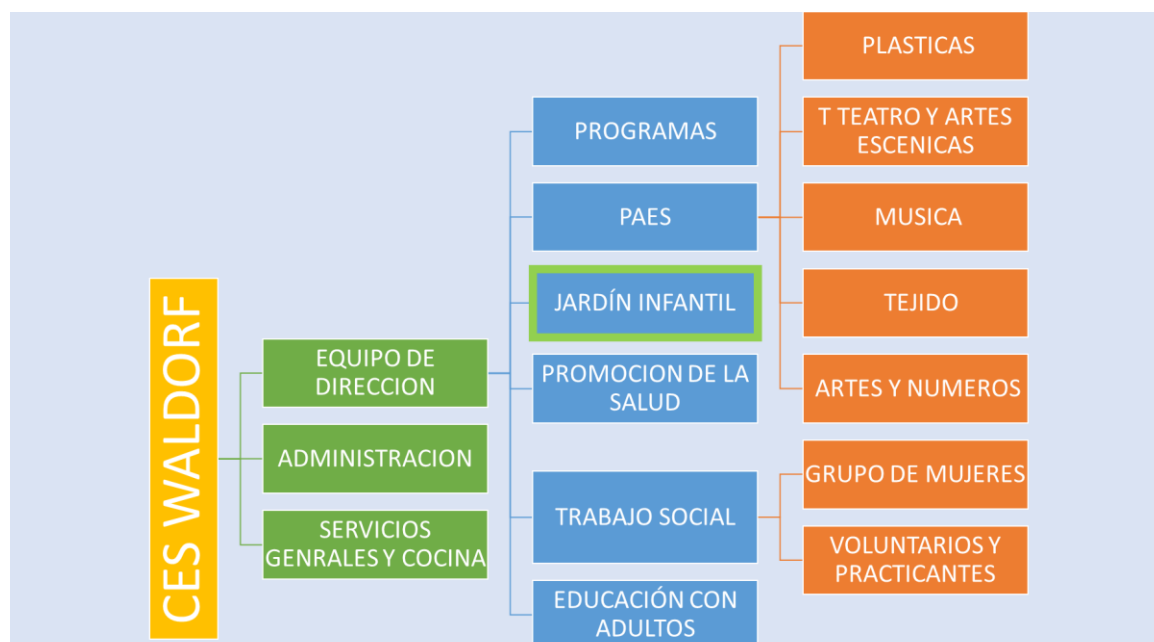 CES WALDORF
EQUIPO DE
DIRECCION
ADMINISTRACION
SERVICIOS
GENRALES Y COCINA
PROGRAMAS
PAES
JARDÍN INFANTIL
PROMOCION DE LA
SALUD
TRABAJO SOCIAL
EDUCACIÓN CON
ADULTOS
PLASTICAS
T TEATRO Y ARTES
ESCENICAS
MUSICA
TEJIDO
ARTES Y NUMEROS
GRUPO DE MUJERES
VOLUNTARIOS Y
PRACTICANTES